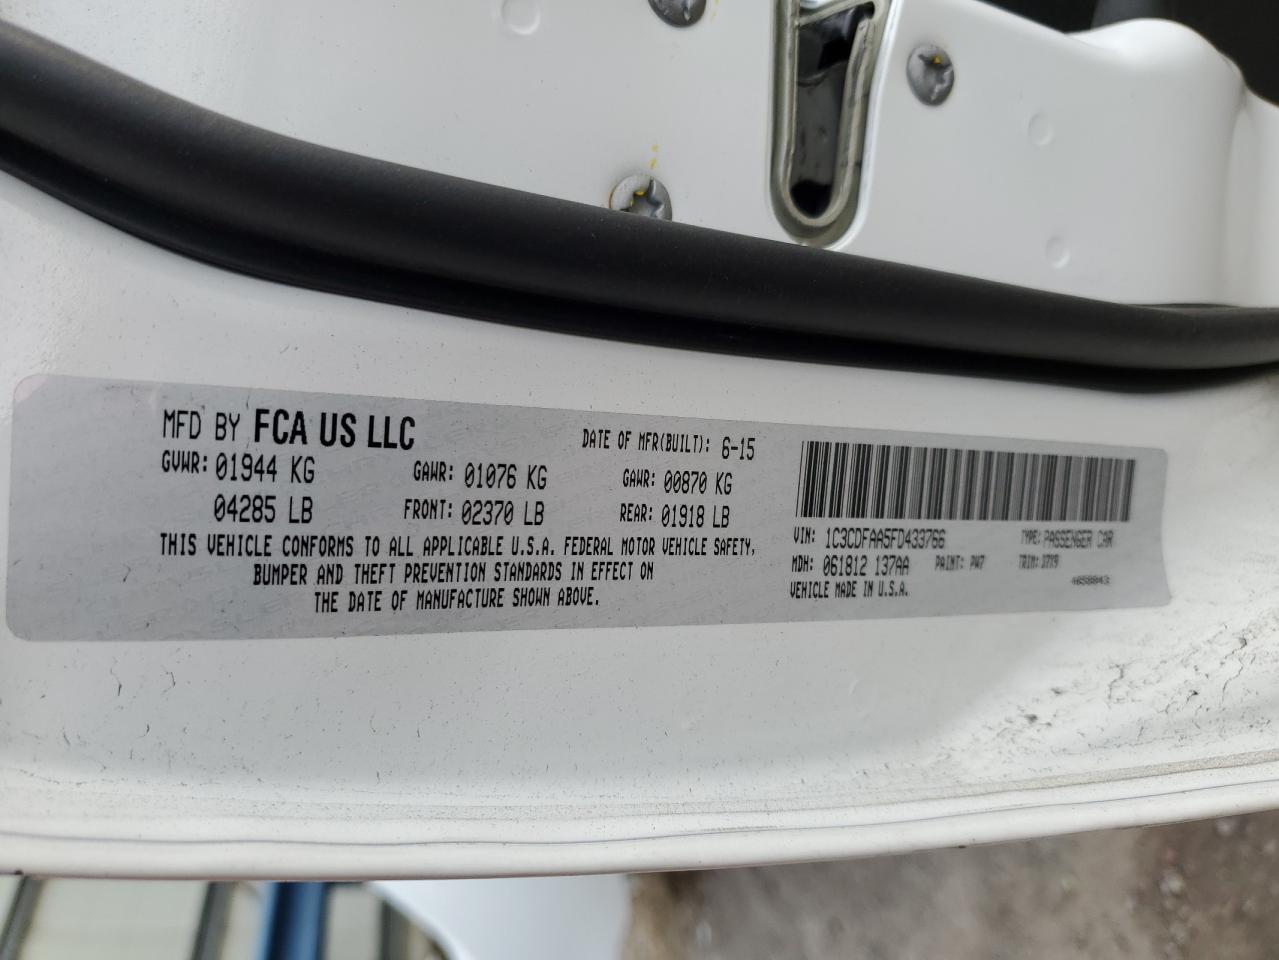 MFD BY FCA US LLC
DATE OF MFR(BUILT): 6-15
GVWR: 01944 KG
GAWR: 01076 KG
GAWR: 00870 KG
04285 LB
FRONT: 02370 LB
REAR: 01918 LB
THIS VEHICLE CONFORMS TO ALL APPLICABLE U.S.A. FEDERAL MOTOR VEHICLE SAFETY,
BUMPER AND THEFT PREVENTION STANDARDS IN EFFECT ON
THE DATE OF MANUFACTURE SHOWN ABOVE.
VIN: 1C3CDFAA5FD433766
TYPE: PASSENGER CAR
MDH: 061812 137AA
PAINT: PW7
TRIM: X7X9
VEHICLE MADE IN U.S.A.